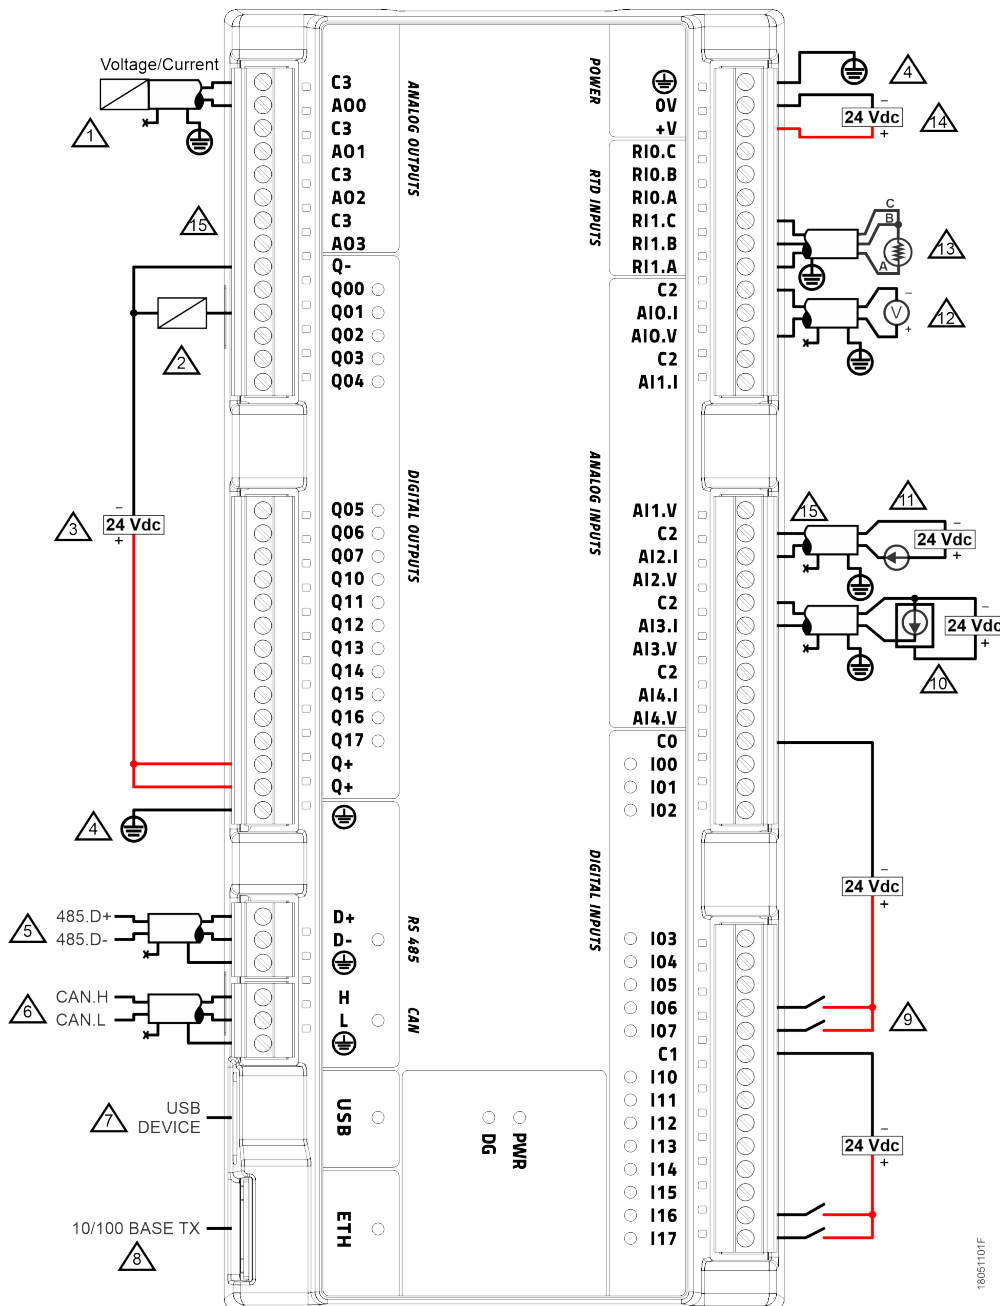 Voltage/Current
1
15
2
3
−
24 Vdc
+
4
5
485.D+
485.D-
6
CAN.H
CAN.L
7
USB
DEVICE
10/100 BASE TX
8
C3
AO0
C3
AO1
C3
AO2
C3
AO3
ANALOG OUTPUTS
Q-
Q00
Q01
Q02
Q03
Q04
Q05
Q06
Q07
Q10
Q11
Q12
Q13
Q14
Q15
Q16
Q17
Q+
Q+
DIGITAL OUTPUTS
D+
D-
RS 485
H
L
CAN
USB
ETH
DG
PWR
POWER
0V
+V
RTD INPUTS
RI0.C
RI0.B
RI0.A
RI1.C
RI1.B
RI1.A
ANALOG INPUTS
C2
AI0.I
AI0.V
C2
AI1.I
AI1.V
C2
AI2.I
AI2.V
C2
AI3.I
AI3.V
C2
AI4.I
AI4.V
DIGITAL INPUTS
C0
I00
I01
I02
I03
I04
I05
I06
I07
C1
I10
I11
I12
I13
I14
I15
I16
I17
4
−
24 Vdc
+
14
C
B
A
13
−
V
+
12
15
11
−
24 Vdc
+
−
24 Vdc
+
10
−
24 Vdc
+
9
−
24 Vdc
+
18051101F